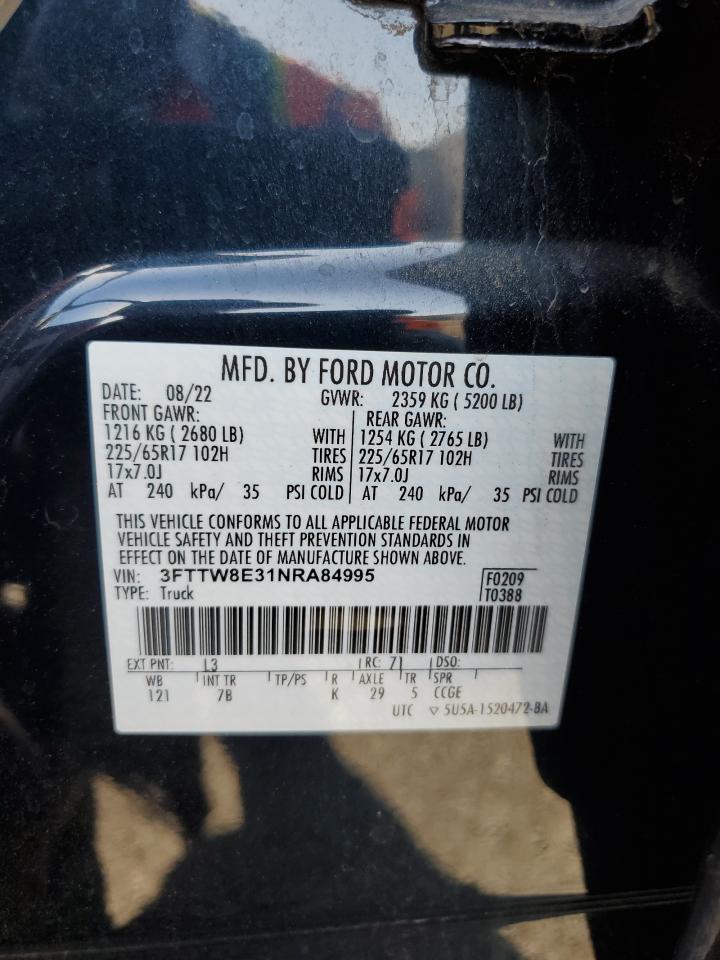 MFD. BY FORD MOTOR CO.
DATE: 08/22 GVWR: 2359 KG ( 5200 LB)
FRONT GAWR: REAR GAWR:
1216 KG ( 2680 LB) WITH 1254 KG ( 2765 LB) WITH
225/65R17 102H TIRES 225/65R17 102H TIRES
17x7.0J RIMS 17x7.0J RIMS
AT 240 kPa/ 35 PSI COLD AT 240 kPa/ 35 PSI COLD
THIS VEHICLE CONFORMS TO ALL APPLICABLE FEDERAL MOTOR
VEHICLE SAFETY AND THEFT PREVENTION STANDARDS IN
EFFECT ON THE DATE OF MANUFACTURE SHOWN ABOVE.
VIN: 3FTTW8E31NRA84995 F0209
TYPE: Truck T0388
EXT PNT: L3 RC: 71 DSO:
WB INT TR TP/PS R AXLE TR SPR
121 7B K 29 5 CCGE
UTC ▽ 5U5A-1520472-BA